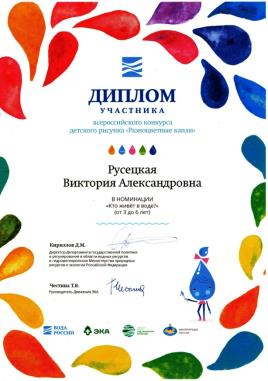 ДИПЛОМ
УЧАСТНИКА
всероссийского конкурса
детского рисунка «Разноцветные капли»
Русецкая
Виктория Александровна
В НОМИНАЦИИ
«Кто живёт в воде?»
(от 3 до 6 лет)
Кириллов Д.М.
Директор Департамента государственной политики
и регулирования в области водных ресурсов
и гидрометеорологии Министерства природных
ресурсов и экологии Российской Федерации
Честина Т.В.
Руководитель Движения ЭКА
ВОДА
РОССИИ
ЭКА